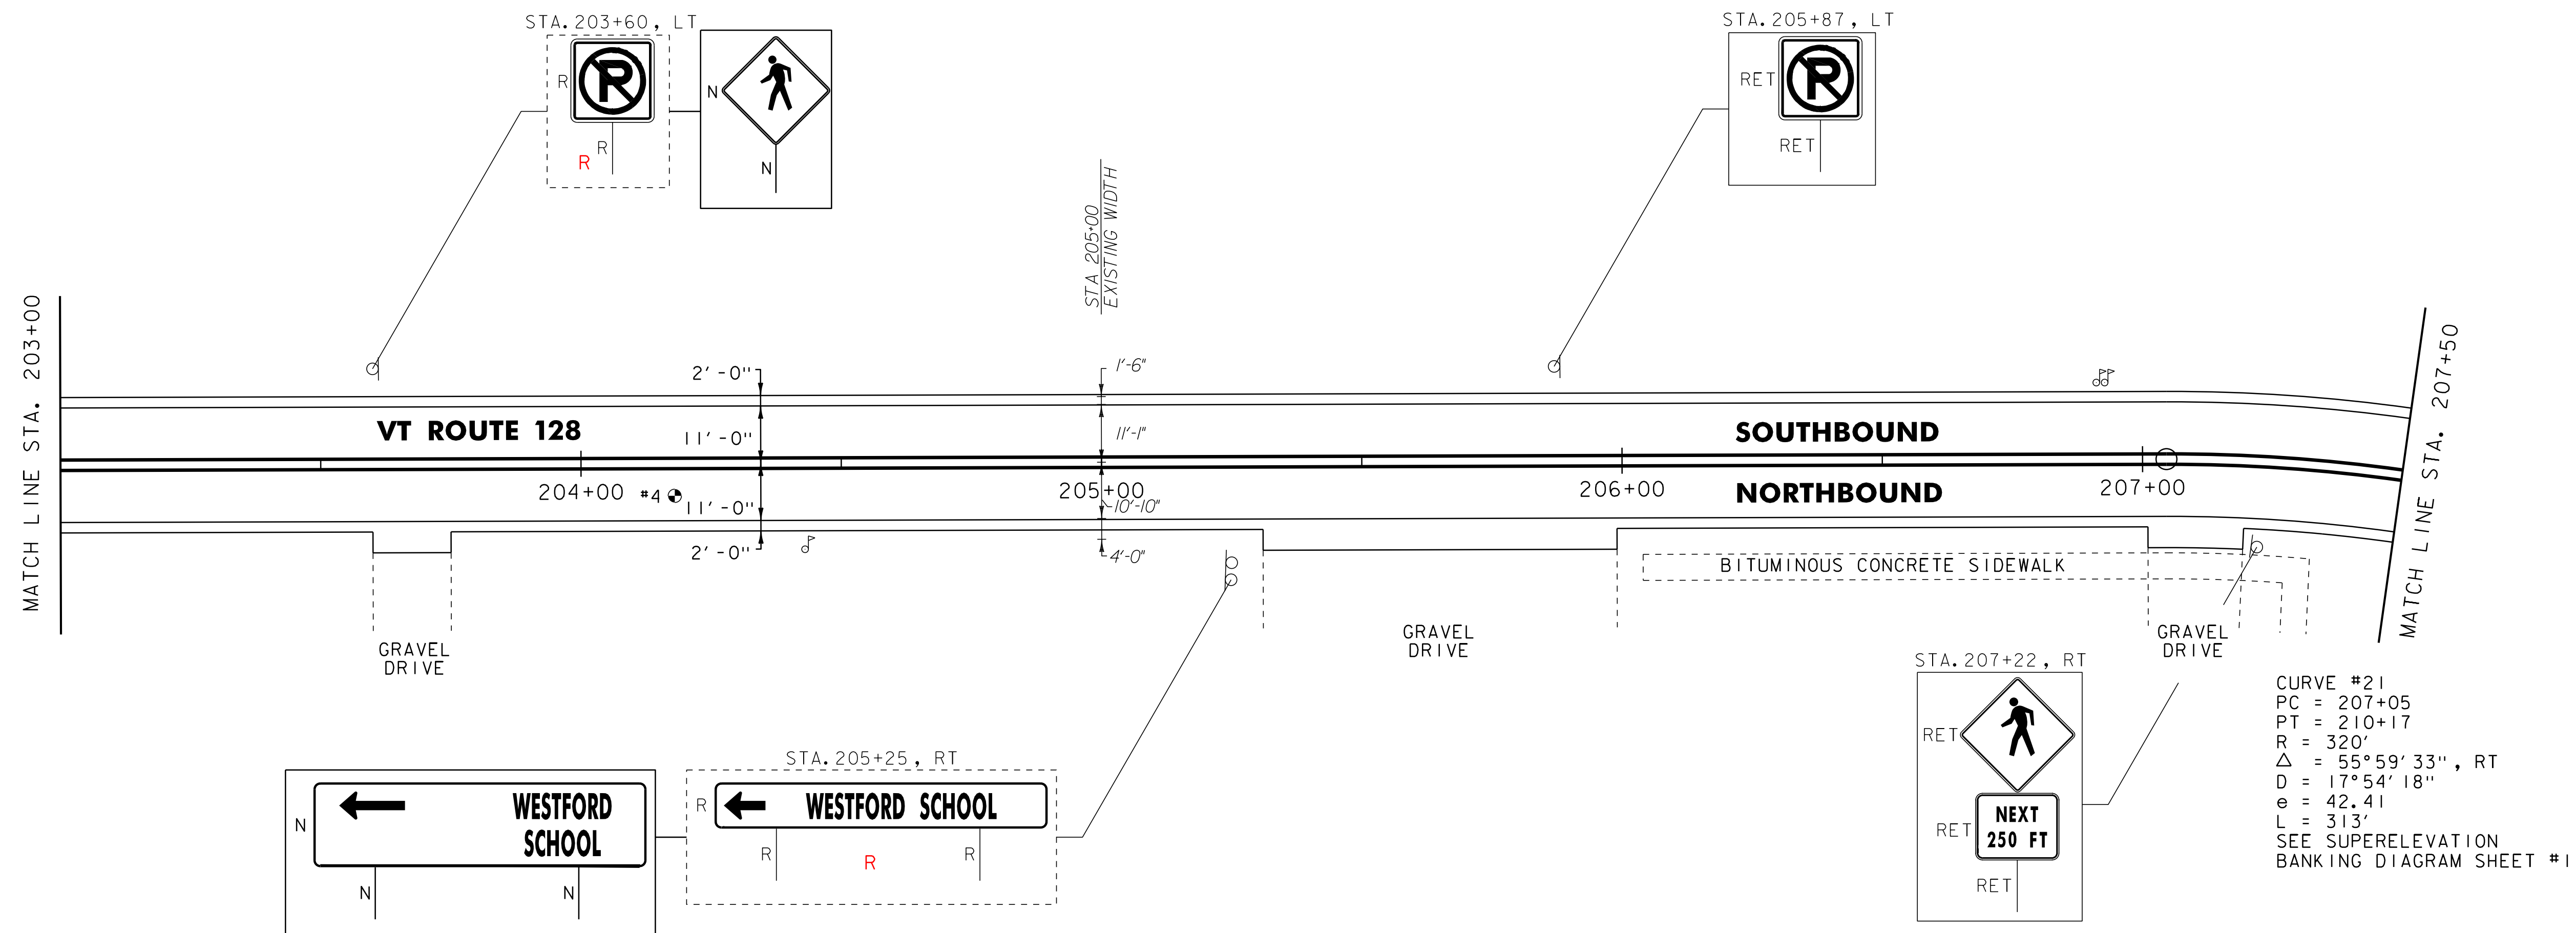 STA.203+60, LT
R
R
R
N
N
STA.205+87, LT
RET
RET
STA 205+00
EXISTING WIDTH
MATCH LINE STA. 203+00
MATCH LINE STA. 207+50
2'-0"
1'-6"
VT ROUTE 128
11'-0"
11'-1"
SOUTHBOUND
204+00
#4
11'-0"
205+00
10'-10"
206+00
NORTHBOUND
207+00
2'-0"
4'-0"
BITUMINOUS CONCRETE SIDEWALK
GRAVEL
DRIVE
GRAVEL
DRIVE
GRAVEL
DRIVE
STA.207+22, RT
RET
NEXT
250 FT
RET
RET
CURVE #21
PC = 207+05
PT = 210+17
R = 320'
△ = 55°59'33", RT
D = 17°54'18"
e = 42.41
L = 313'
SEE SUPERELEVATION
BANKING DIAGRAM SHEET #1
STA.205+25, RT
N
WESTFORD
SCHOOL
N
N
R
WESTFORD SCHOOL
R
R
R